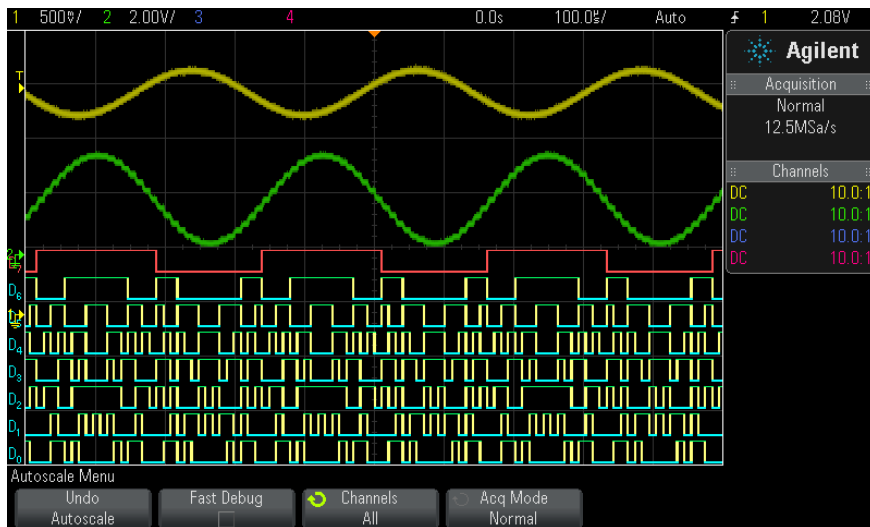 1 500mV/ 2 2.00V/ 3 4 0.0s 100.0us/ Auto 1 2.08V
T
Agilent
Acquisition
Normal
12.5MSa/s
Channels
DC 10.0:1
DC 10.0:1
DC 10.0:1
DC 10.0:1
2
D6
D4
D3
D2
D1
D0
Autoscale Menu
Undo Autoscale
Fast Debug
Channels All
Acq Mode Normal